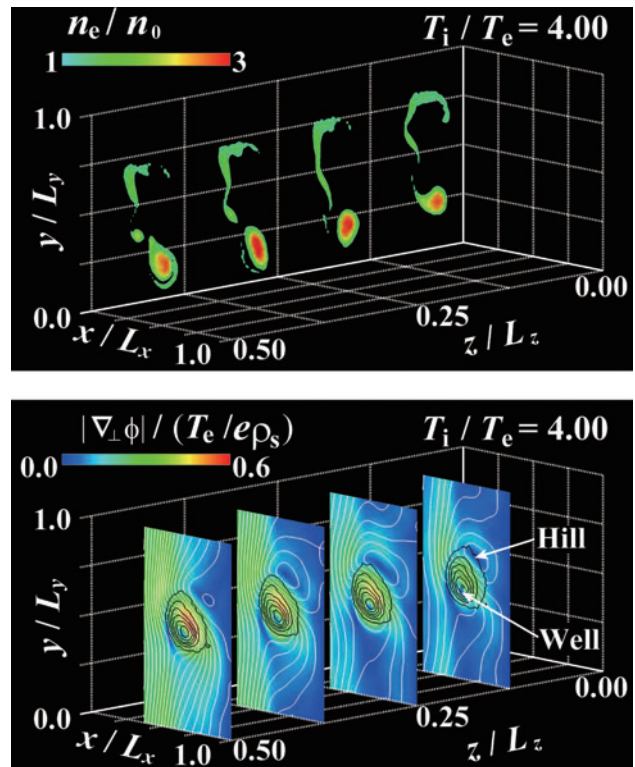 n_e / n_0
T_i / T_e = 4.00
1 3
1.0
y / L_y
0.0
x / L_x
1.0
0.50
0.25
z / L_z
0.00
|∇⊥ϕ| / (T_e / eρ_s)
T_i / T_e = 4.00
0.0 0.6
1.0
Hill
y / L_y
Well
0.0
x / L_x
1.0
0.50
0.25
z / L_z
0.00